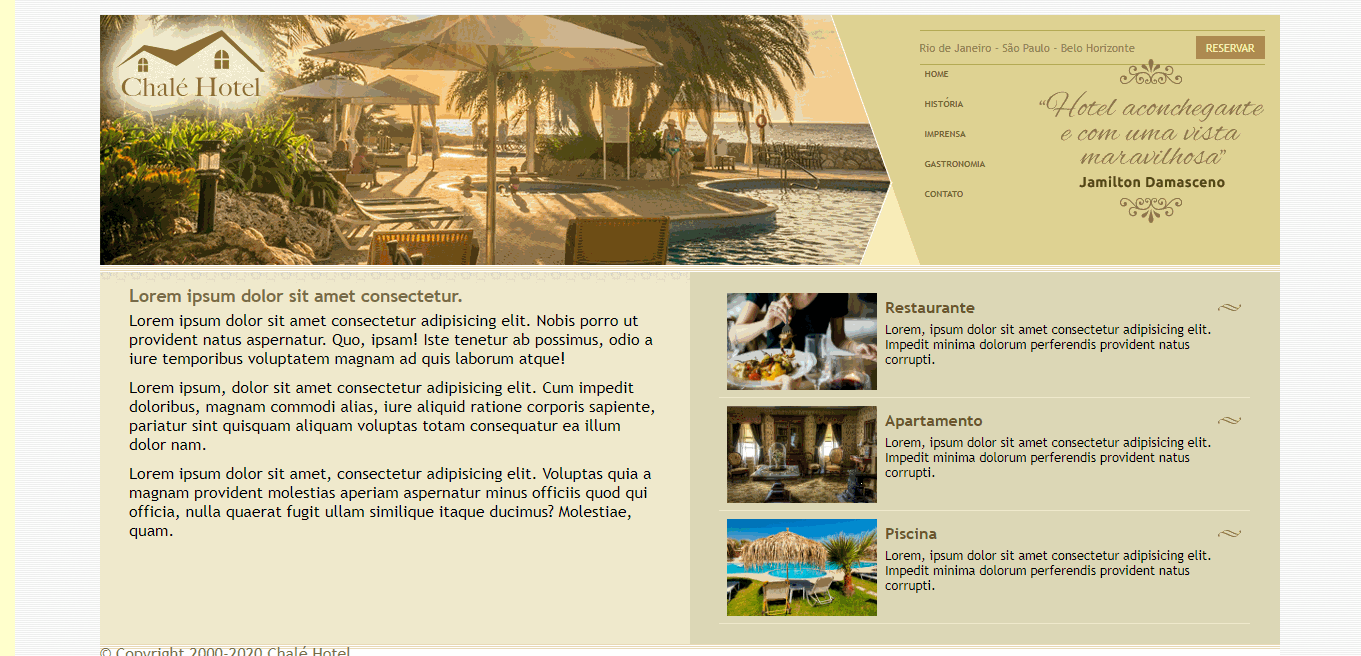 Chalé Hotel
Rio de Janeiro - São Paulo - Belo Horizonte
RESERVAR
HOME
HISTÓRIA
IMPRENSA
GASTRONOMIA
CONTATO
“Hotel aconchegante
e com uma vista
maravilhosa”
Jamilton Damasceno
Lorem ipsum dolor sit amet consectetur.
Lorem ipsum dolor sit amet consectetur adipisicing elit. Nobis porro ut
provident natus aspernatur. Quo, ipsam! Iste tenetur ab possimus, odio a
iure temporibus voluptatem magnam ad quis laborum atque!
Lorem ipsum, dolor sit amet consectetur adipisicing elit. Cum impedit
doloribus, magnam commodi alias, iure aliquid ratione corporis sapiente,
pariatur sint quisquam aliquam voluptas totam consequatur ea illum
dolor nam.
Lorem ipsum dolor sit amet, consectetur adipisicing elit. Voluptas quia a
magnam provident molestias aperiam aspernatur minus officiis quod qui
officia, nulla quaerat fugit ullam similique itaque ducimus? Molestiae,
quam.
Restaurante
Lorem, ipsum dolor sit amet consectetur adipisicing elit.
Impedit minima dolorum perferendis provident natus
corrupti.
Apartamento
Lorem, ipsum dolor sit amet consectetur adipisicing elit.
Impedit minima dolorum perferendis provident natus
corrupti.
Piscina
Lorem, ipsum dolor sit amet consectetur adipisicing elit.
Impedit minima dolorum perferendis provident natus
corrupti.
© Copyright 2000-2020 Chalé Hotel